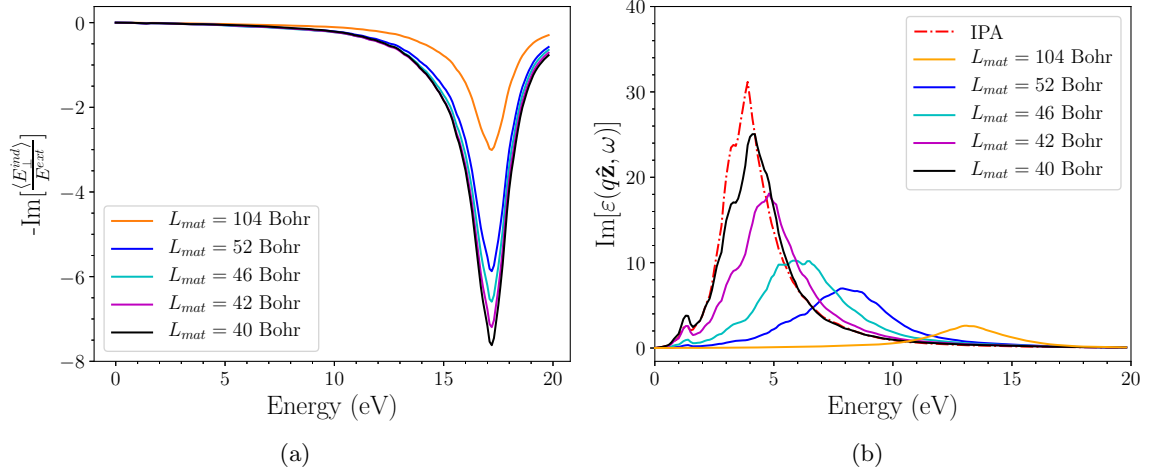 0
−2
−4
−6
−8
-Im[⟨E^{ind}_⊥⟩/E^{ext}]
L_{mat} = 104 Bohr
L_{mat} = 52 Bohr
L_{mat} = 46 Bohr
L_{mat} = 42 Bohr
L_{mat} = 40 Bohr
0 5 10 15 20
Energy (eV)
(a)
40
30
20
10
0
Im[ε(qẑ, ω)]
IPA
L_{mat} = 104 Bohr
L_{mat} = 52 Bohr
L_{mat} = 46 Bohr
L_{mat} = 42 Bohr
L_{mat} = 40 Bohr
0 5 10 15 20
Energy (eV)
(b)